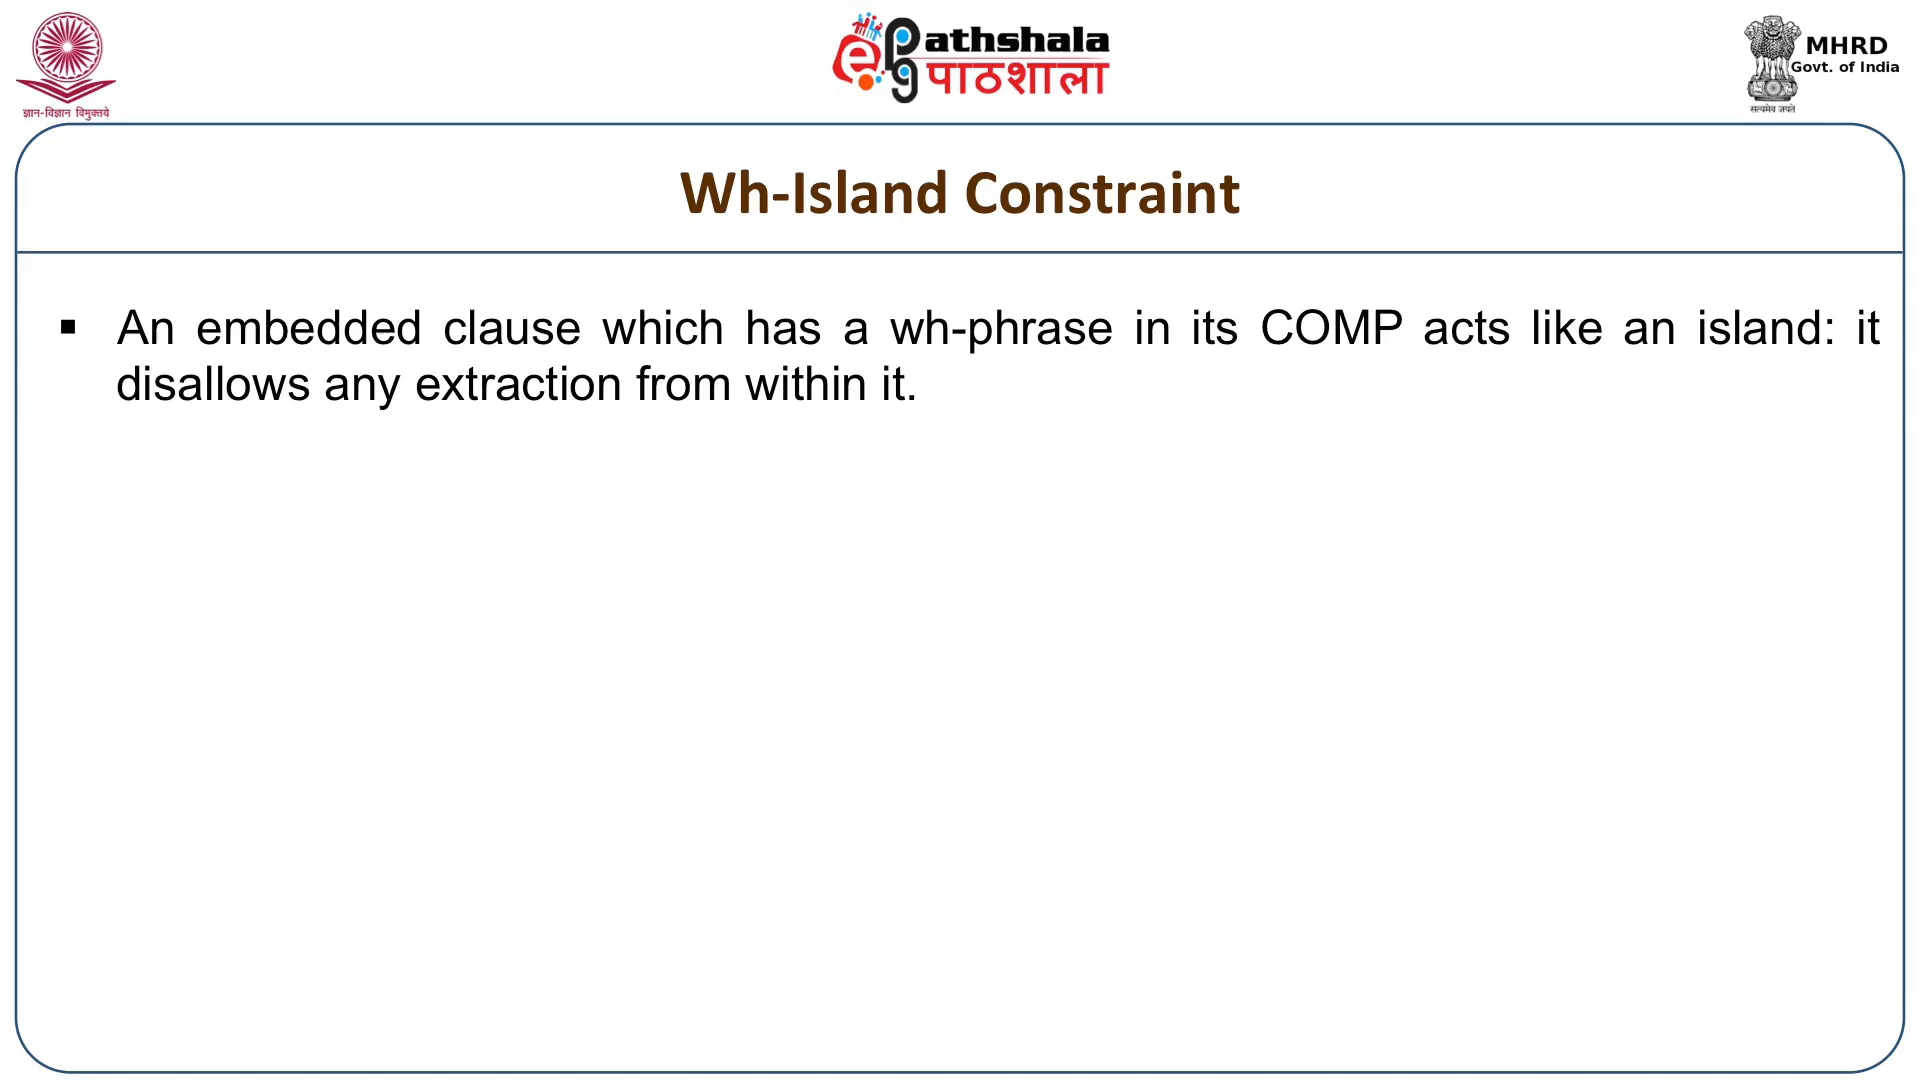 ज्ञान-विज्ञान विमुक्तये
e Pathshala
पाठशाला
MHRD
Govt. of India
सत्यमेव जयते
Wh-Island Constraint
▪ An embedded clause which has a wh-phrase in its COMP acts like an island: it
disallows any extraction from within it.